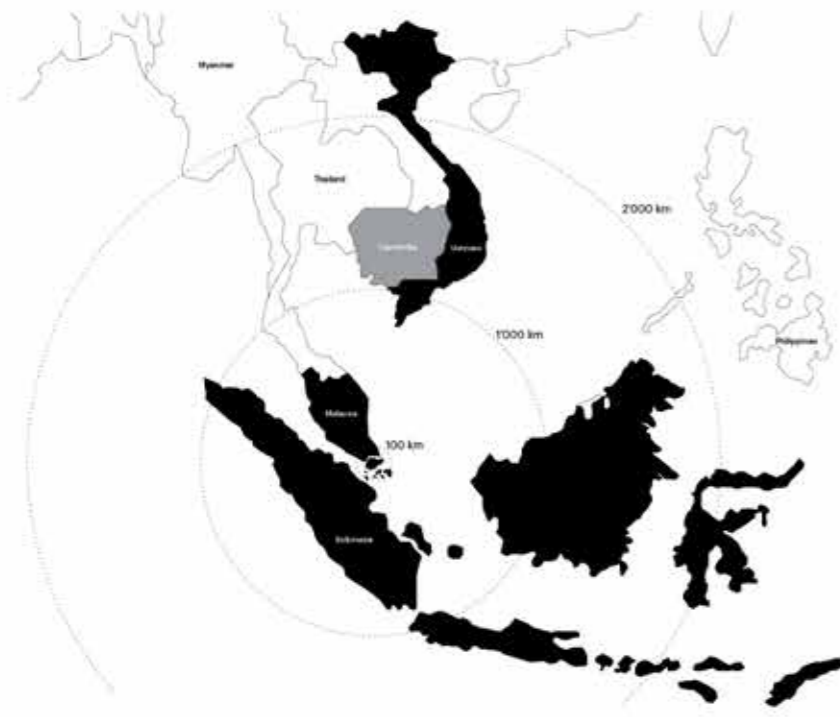 Myanmar
Thailand
2'000 km
Cambodia
Vietnam
1'000 km
Philippines
Malaysia
100 km
Indonesia